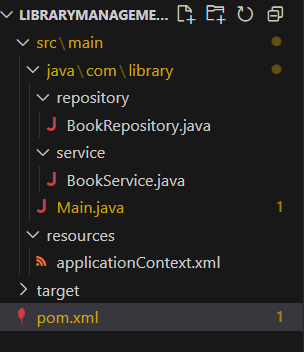 LIBRARYMANAGEME...
src\main
java\com\library
repository
BookRepository.java
service
BookService.java
Main.java 1
resources
applicationContext.xml
target
pom.xml 1